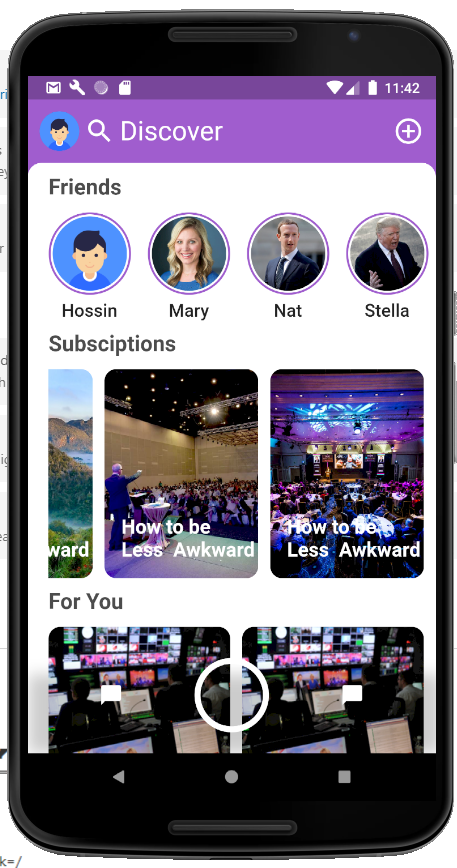 11:42
Discover
Friends
Hossin
Mary
Nat
Stella
Subsciptions
ward
How to be
Less Awkward
How to be
Less Awkward
For You
k=/